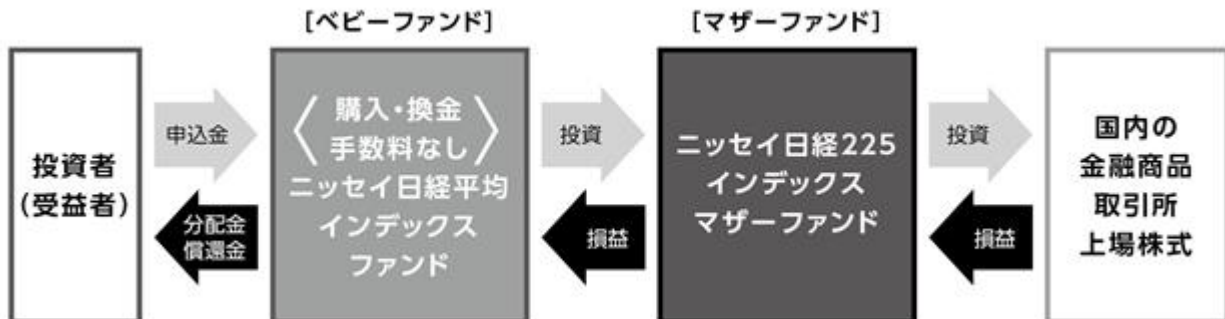 [ベビーファンド]
[マザーファンド]
投資者
(受益者)
申込金
分配金
償還金
〈購入・換金
手数料なし〉
ニッセイ日経平均
インデックス
ファンド
投資
損益
ニッセイ日経225
インデックス
マザーファンド
投資
損益
国内の
金融商品
取引所
上場株式